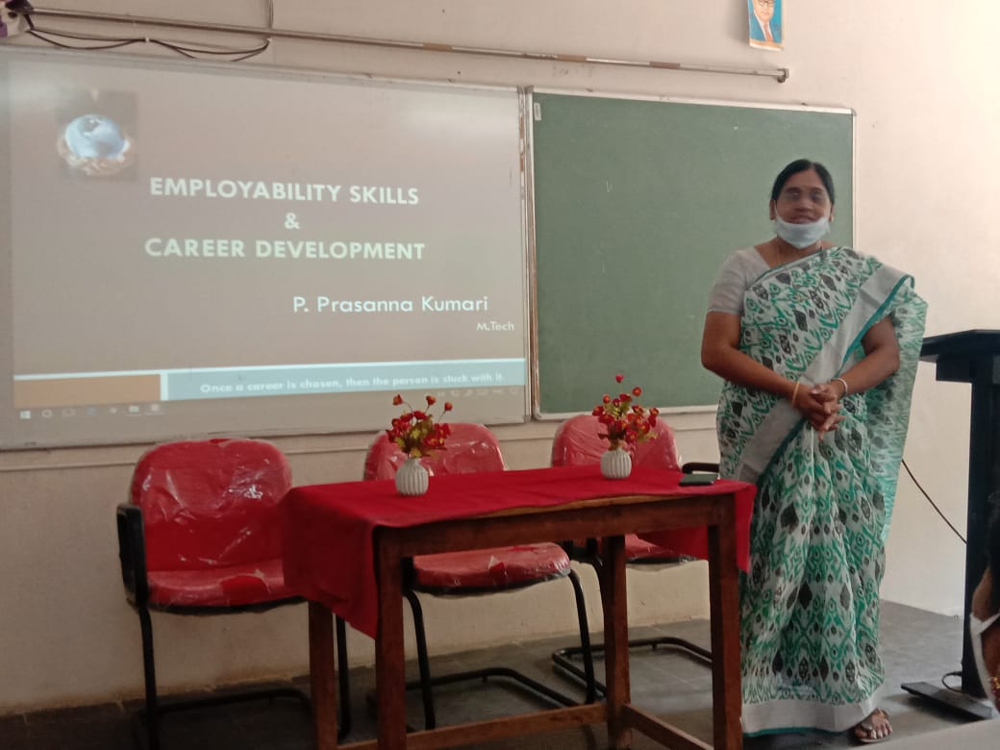 EMPLOYABILITY SKILLS
&
CAREER DEVELOPMENT
P. Prasanna Kumari
M.Tech
Once a career is chosen, then the person is stuck with it